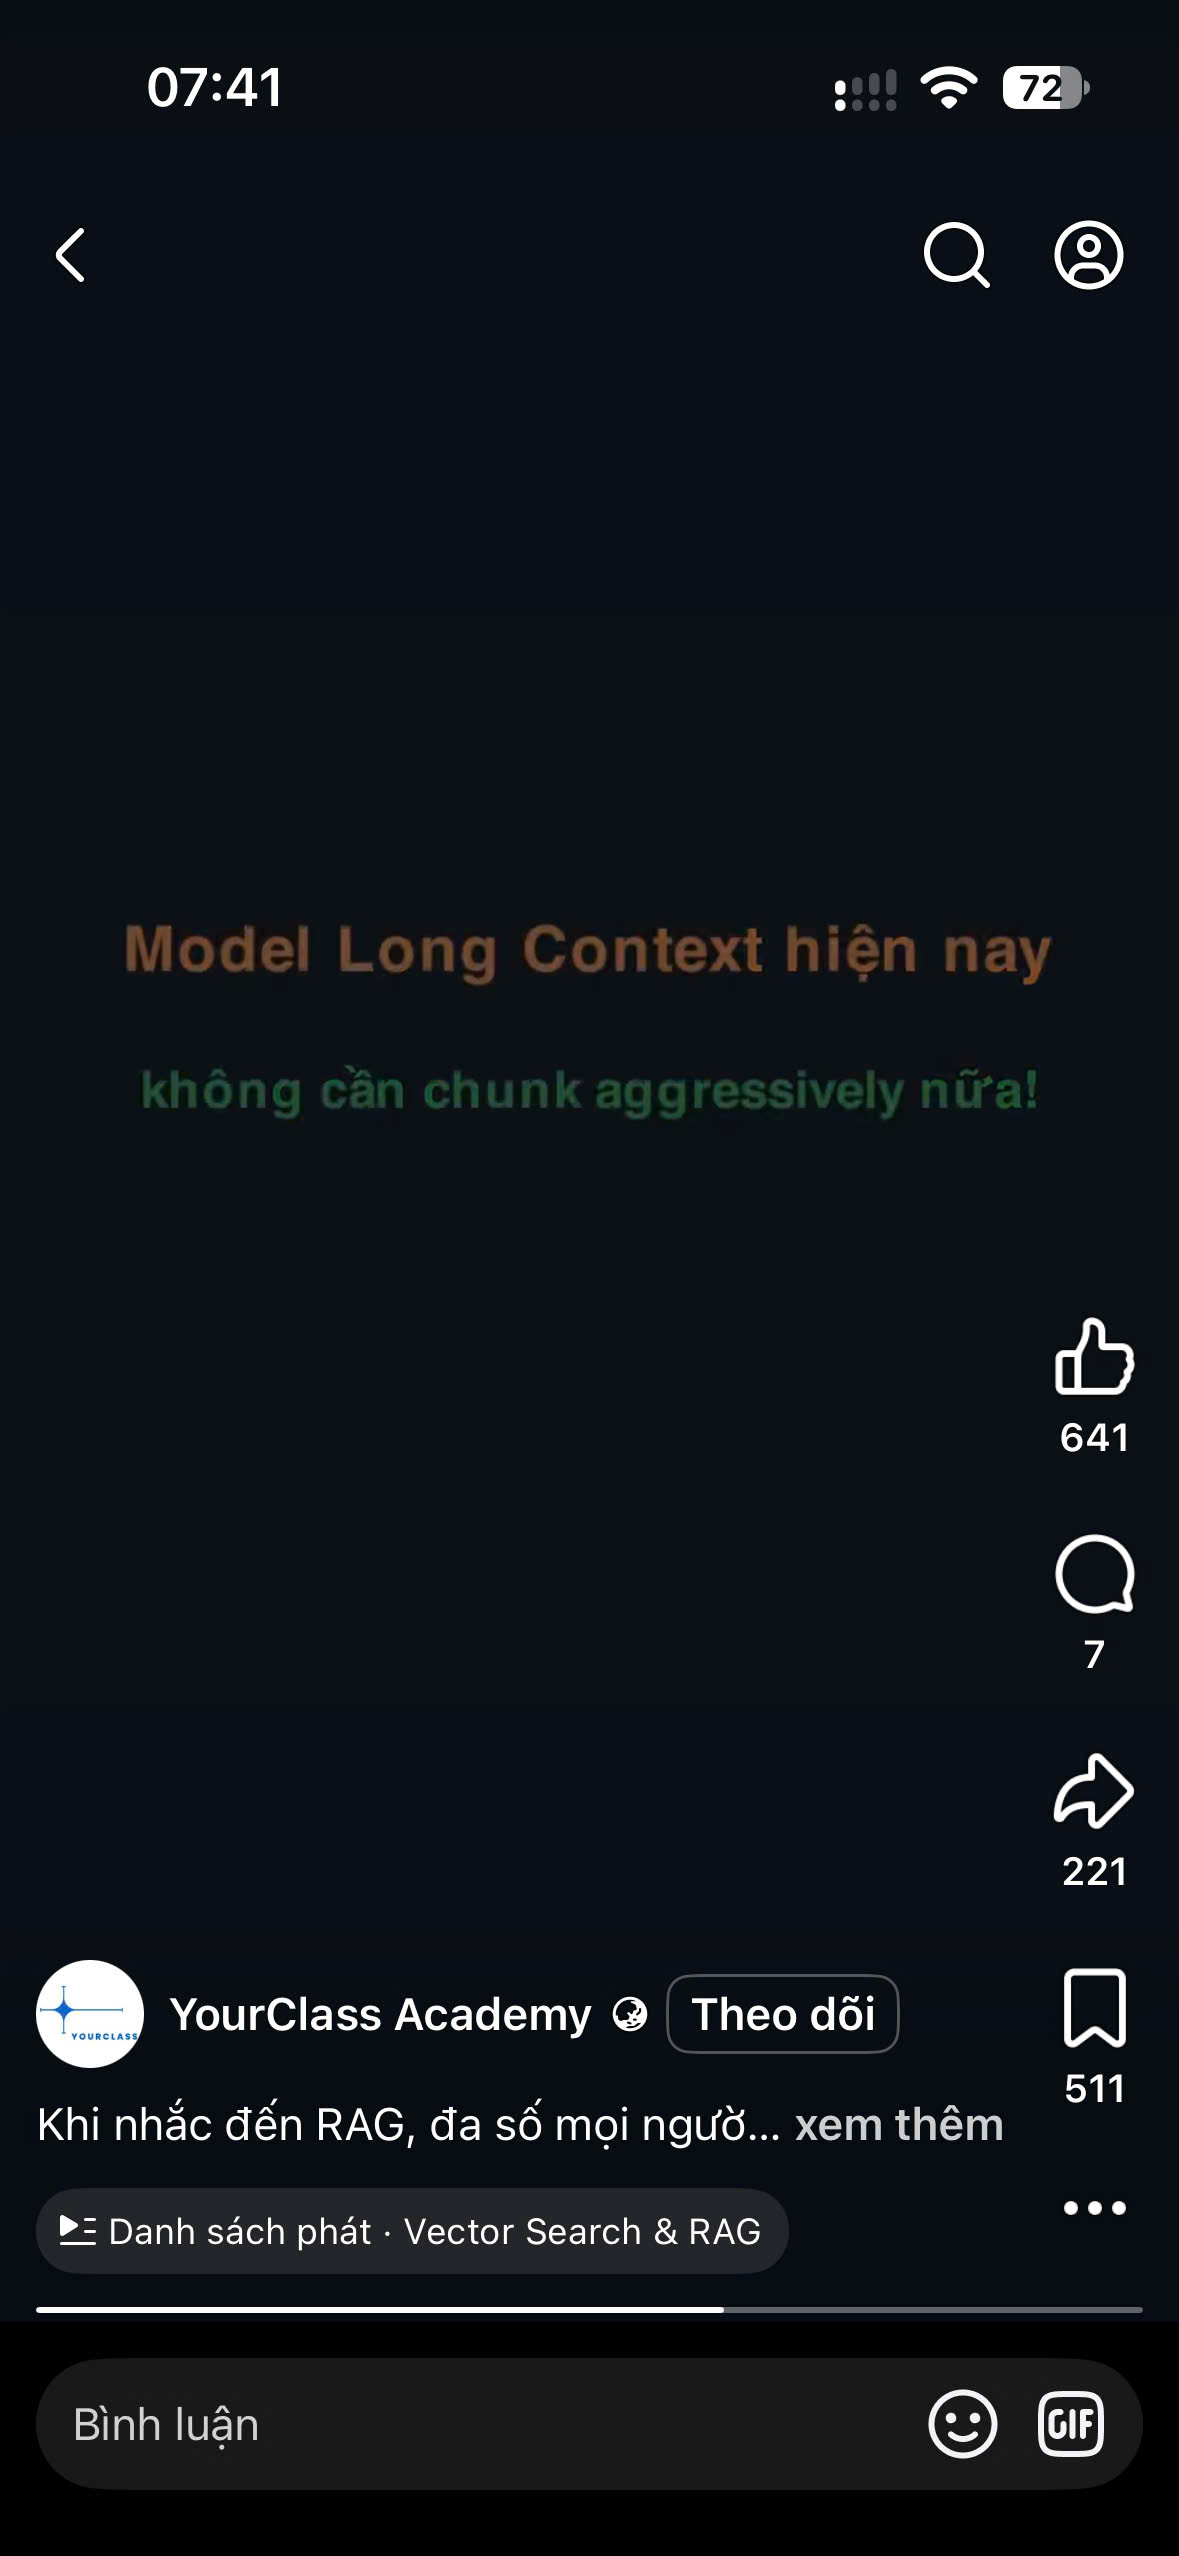 07:41
72
Model Long Context hiện nay
không cần chunk aggressively nữa!
641
7
221
YOURCLASS
YourClass Academy
Theo dõi
511
Khi nhắc đến RAG, đa số mọi ngườ... xem thêm
Danh sách phát · Vector Search & RAG
Bình luận
GIF